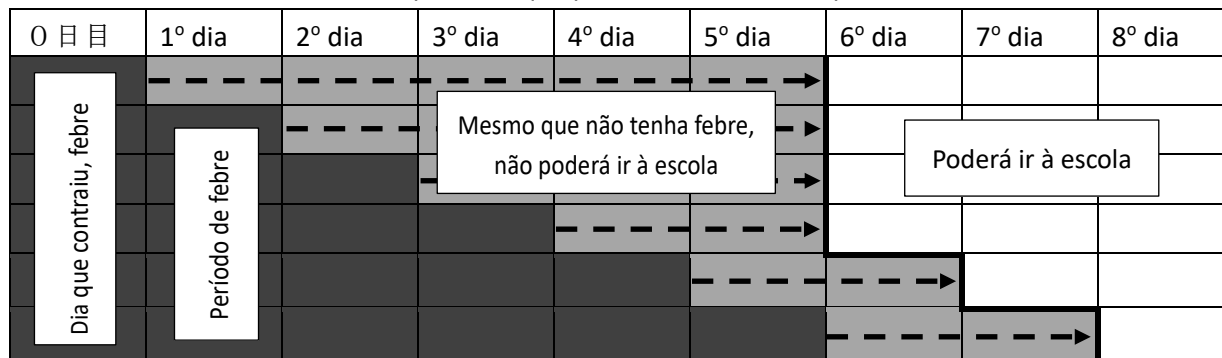 0日目 1º dia 2º dia 3º dia 4º dia 5º dia 6º dia 7º dia 8º dia
Dia que contraiu, febre
Período de febre
Mesmo que não tenha febre,
não poderá ir à escola
Poderá ir à escola